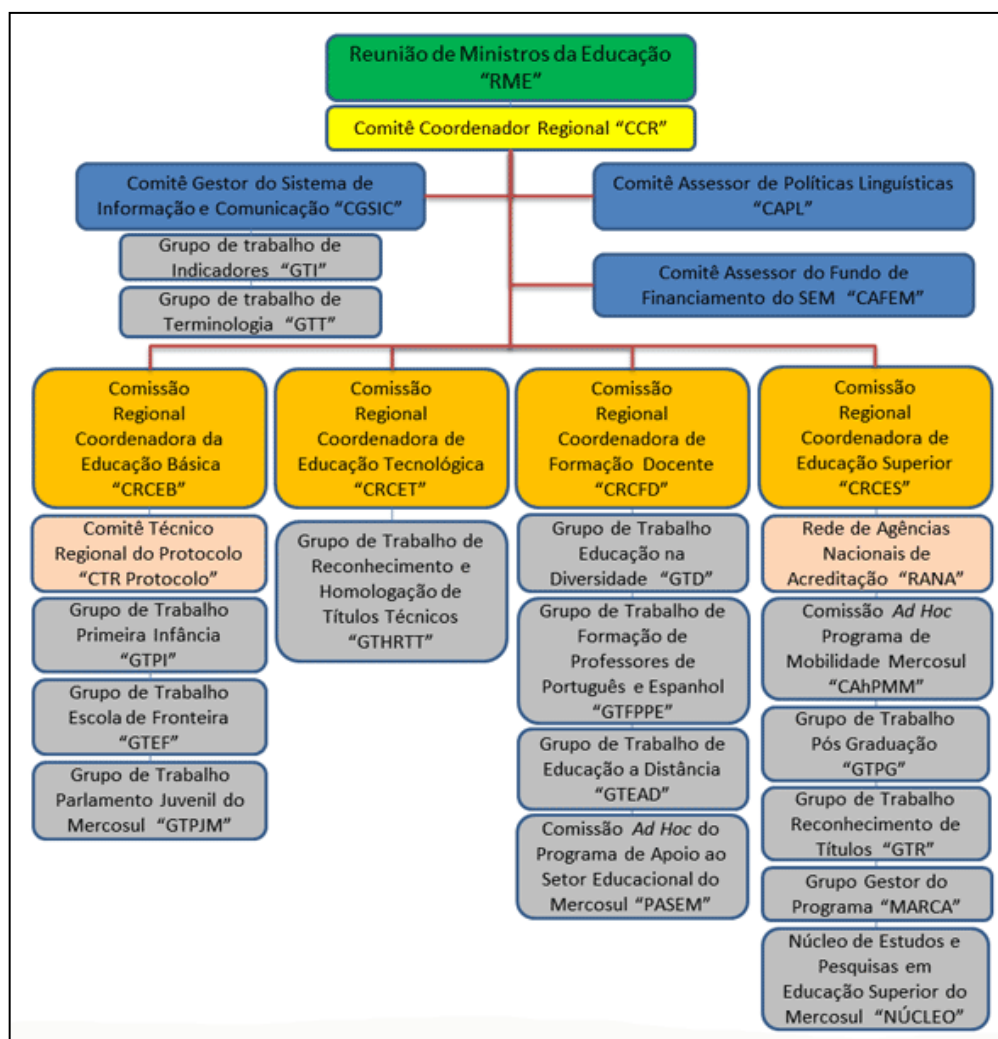 Reunião de Ministros da Educação
“RME”
Comitê Coordenador Regional “CCR”
Comitê Gestor do Sistema de
Informação e Comunicação “CGSIC”
Comitê Assessor de Políticas Linguísticas
“CAPL”
Grupo de trabalho de
Indicadores “GTI”
Grupo de trabalho de
Terminologia “GTT”
Comitê Assessor do Fundo de
Financiamento do SEM “CAFEM”
Comissão
Regional
Coordenadora da
Educação Básica
“CRCEB”
Comitê Técnico
Regional do Protocolo
“CTR Protocolo”
Grupo de Trabalho
Primeira Infância
“GTPI”
Grupo de Trabalho
Escola de Fronteira
“GTEF”
Grupo de Trabalho
Parlamento Juvenil do
Mercosul “GTPJM”
Comissão
Regional
Coordenadora de
Educação Tecnológica
“CRCET”
Grupo de Trabalho de
Reconhecimento e
Homologação de
Títulos Técnicos
“GTHRTT”
Comissão
Regional
Coordenadora de
Formação Docente
“CRCFD”
Grupo de Trabalho
Educação na
Diversidade “GTD”
Grupo de Trabalho de
Formação de
Professores de
Português e Espanhol
“GTFPPE”
Grupo de Trabalho de
Educação a Distância
“GTEAD”
Comissão Ad Hoc do
Programa de Apoio ao
Setor Educacional do
Mercosul “PASEM”
Comissão
Regional
Coordenadora de
Educação Superior
“CRCES”
Rede de Agências
Nacionais de
Acreditação “RANA”
Comissão Ad Hoc
Programa de
Mobilidade Mercosul
“CAhPMM”
Grupo de Trabalho
Pós Graduação
“GTPG”
Grupo de Trabalho
Reconhecimento de
Títulos “GTR”
Grupo Gestor do
Programa “MARCA”
Núcleo de Estudos e
Pesquisas em
Educação Superior do
Mercosul “NÚCLEO”